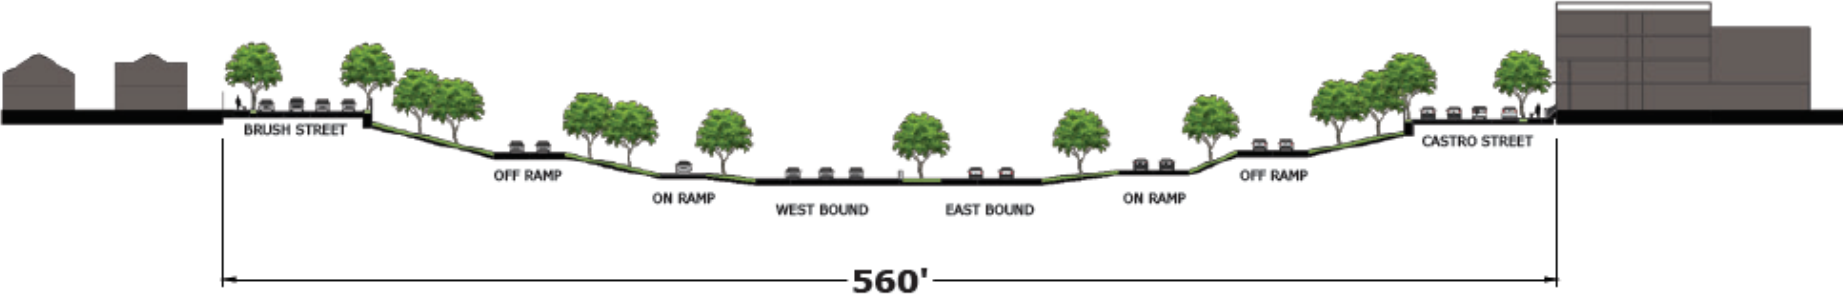 BRUSH STREET
OFF RAMP
ON RAMP
WEST BOUND
EAST BOUND
ON RAMP
OFF RAMP
CASTRO STREET
560'